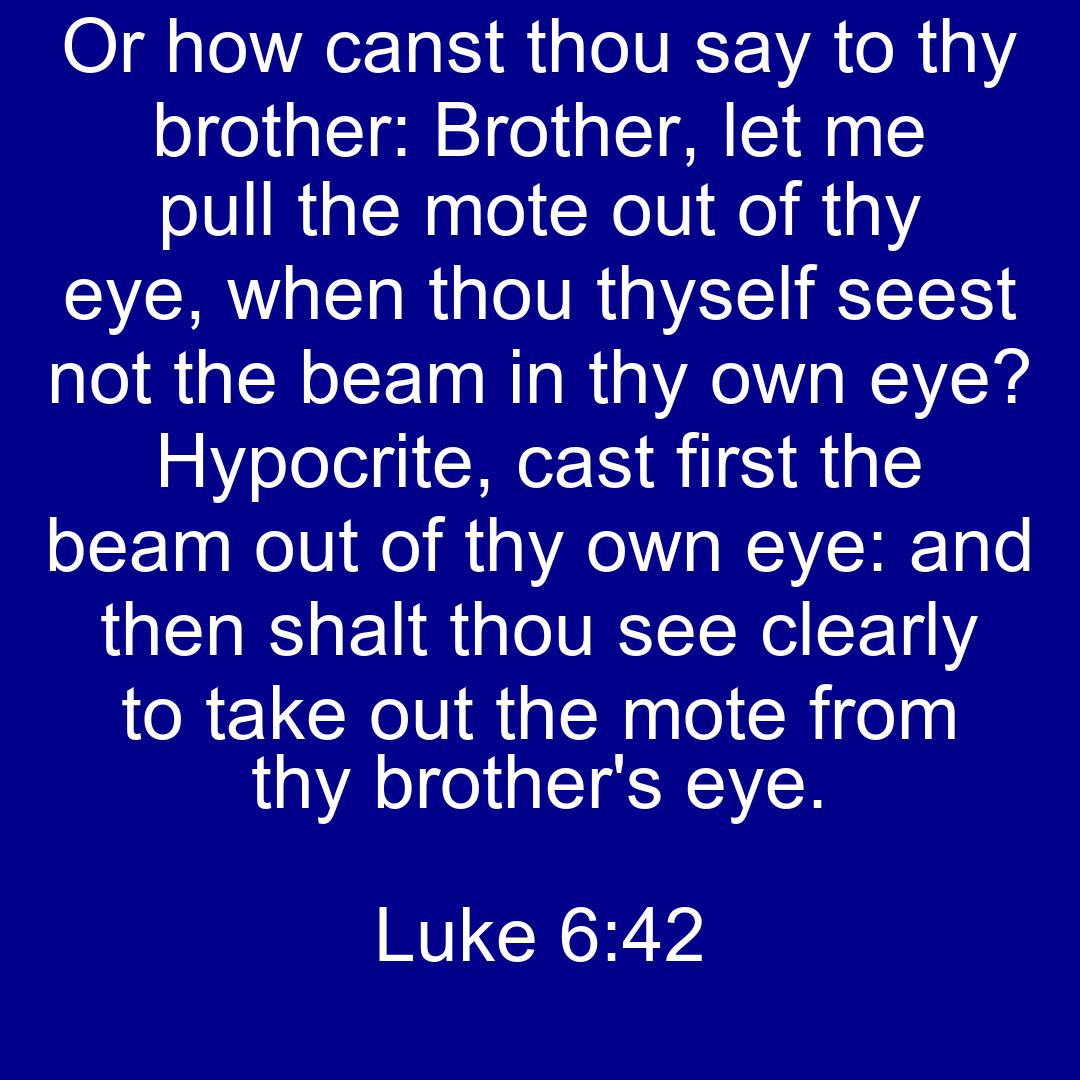 Or how canst thou say to thy
brother: Brother, let me
pull the mote out of thy
eye, when thou thyself seest
not the beam in thy own eye?
Hypocrite, cast first the
beam out of thy own eye: and
then shalt thou see clearly
to take out the mote from
thy brother's eye.
Luke 6:42